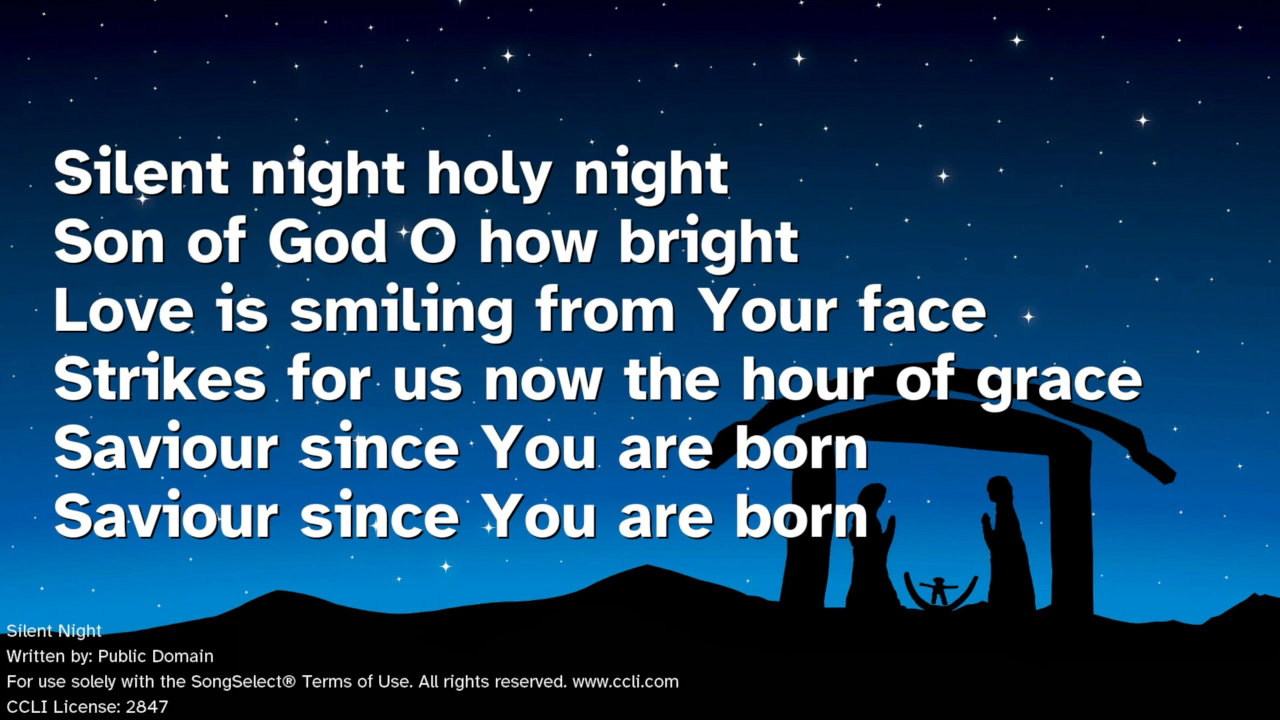 Silent night holy night
Son of God O how bright
Love is smiling from Your face
Strikes for us now the hour of grace
Saviour since You are born
Saviour since You are born
Silent Night
Written by: Public Domain
For use solely with the SongSelect® Terms of Use. All rights reserved. www.ccli.com
CCLI License: 2847